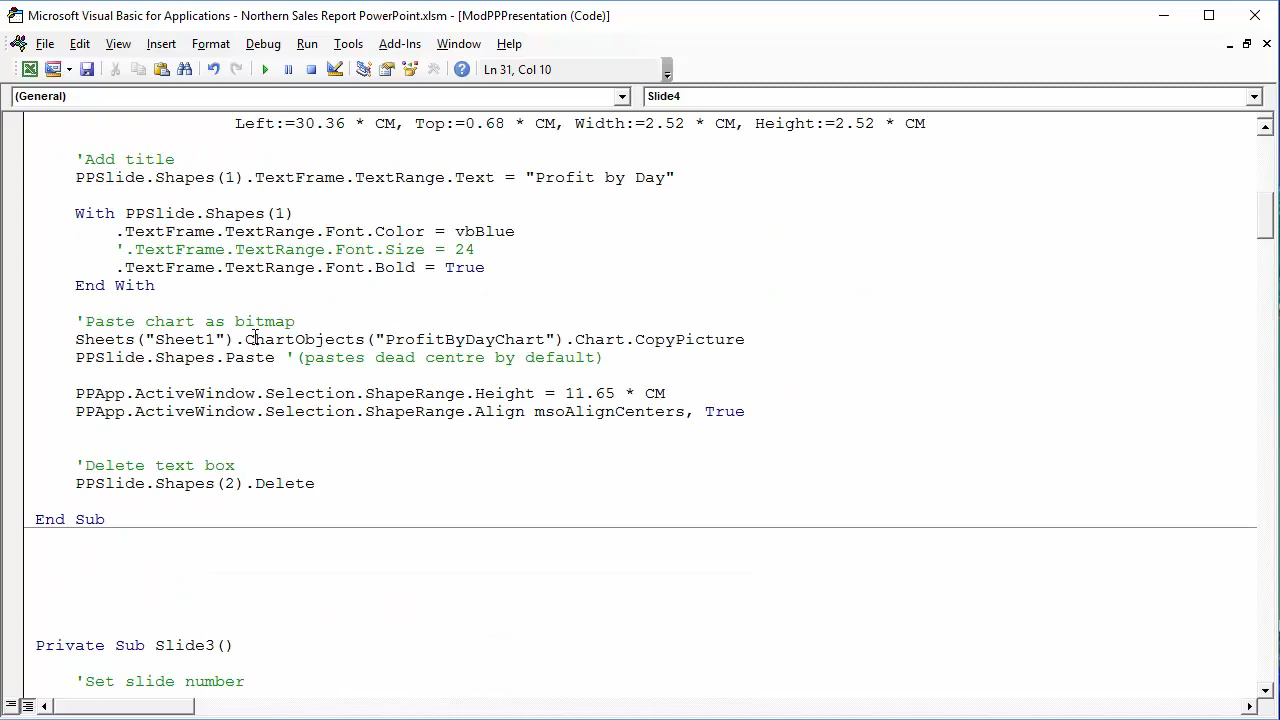 Microsoft Visual Basic for Applications - Northern Sales Report PowerPoint.xlsm - [ModPPPresentation (Code)]
File Edit View Insert Format Debug Run Tools Add-Ins Window Help
Ln 31, Col 10
(General) Slide4
Left:=30.36 * CM, Top:=0.68 * CM, Width:=2.52 * CM, Height:=2.52 * CM
'Add title
PPSlide.Shapes(1).TextFrame.TextRange.Text = "Profit by Day"
With PPSlide.Shapes(1)
.TextFrame.TextRange.Font.Color = vbBlue
'.TextFrame.TextRange.Font.Size = 24
.TextFrame.TextRange.Font.Bold = True
End With
'Paste chart as bitmap
Sheets("Sheet1").ChartObjects("ProfitByDayChart").Chart.CopyPicture
PPSlide.Shapes.Paste '(pastes dead centre by default)
PPApp.ActiveWindow.Selection.ShapeRange.Height = 11.65 * CM
PPApp.ActiveWindow.Selection.ShapeRange.Align msoAlignCenters, True
'Delete text box
PPSlide.Shapes(2).Delete
End Sub
Private Sub Slide3()
'Set slide number